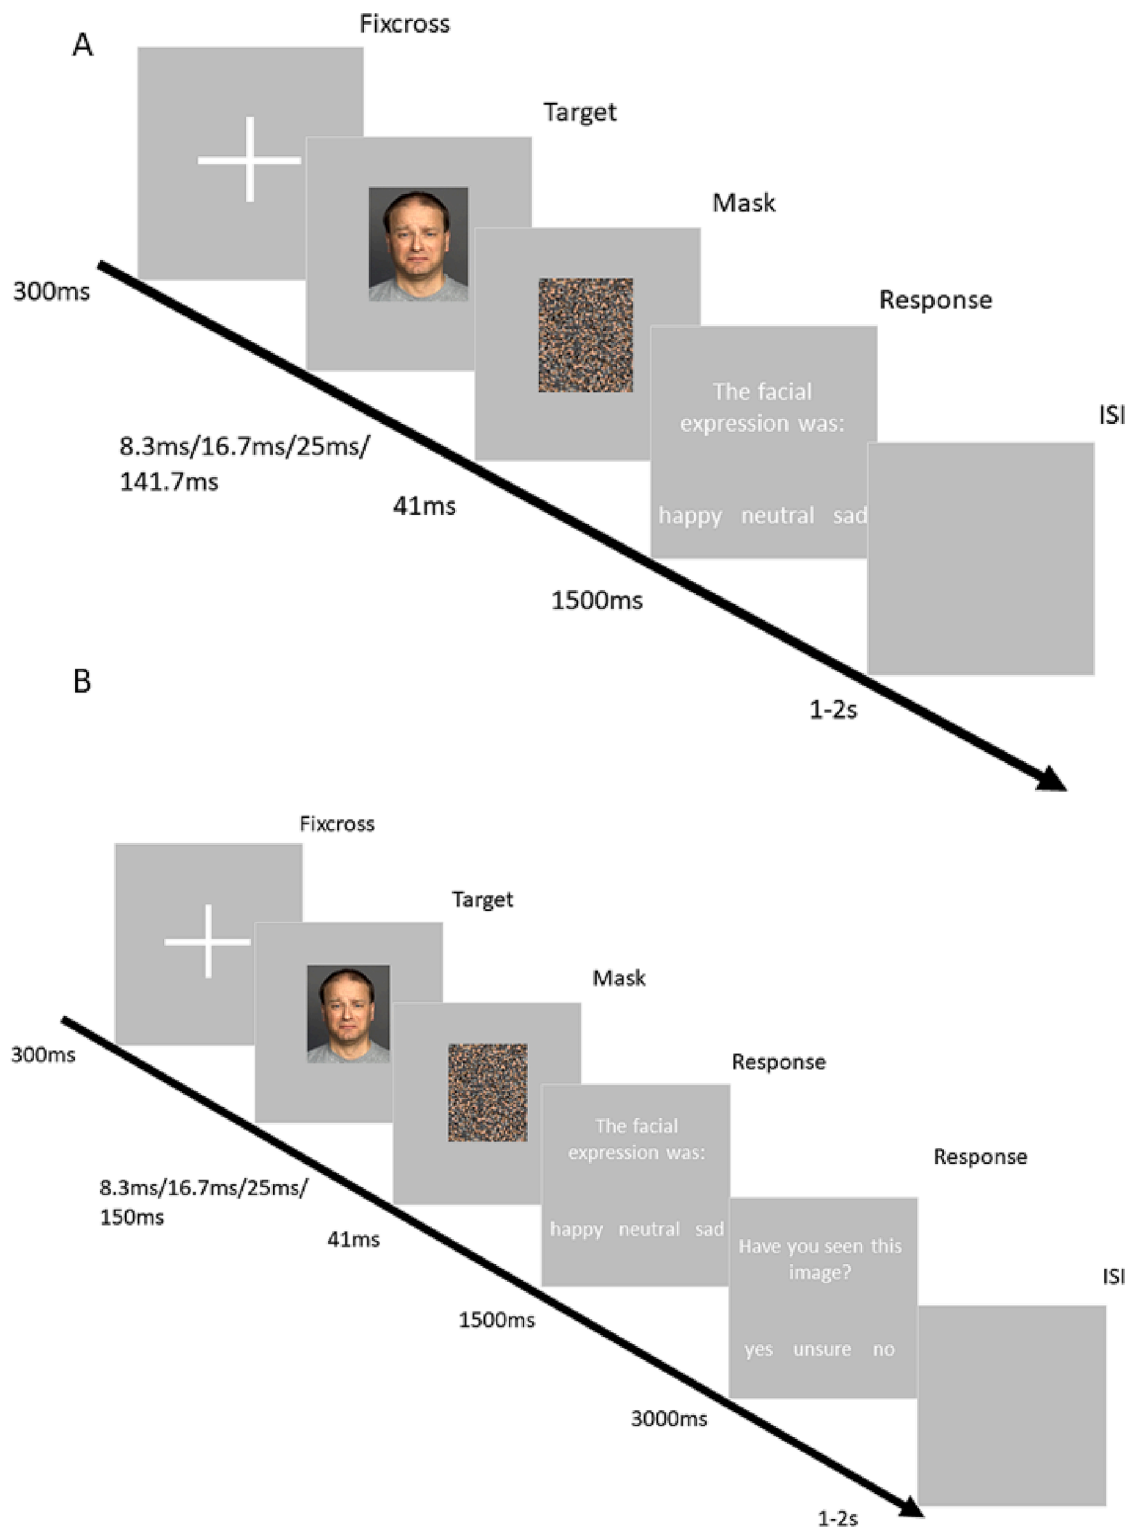 A
Fixcross
Target
Mask
Response
ISI
300ms
8.3ms/16.7ms/25ms/
141.7ms
41ms
1500ms
1-2s
The facial
expression was:
happy neutral sad
B
Fixcross
Target
Mask
Response
Response
ISI
300ms
8.3ms/16.7ms/25ms/
150ms
41ms
1500ms
3000ms
1-2s
The facial
expression was:
happy neutral sad
Have you seen this
image?
yes unsure no